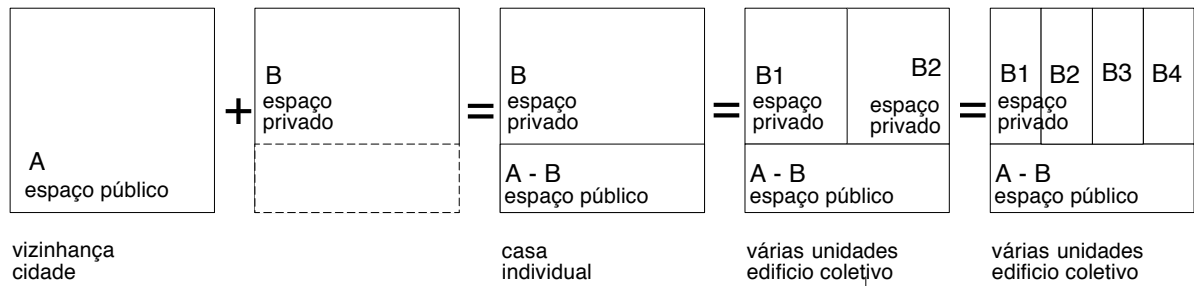 A
espaço público
vizinhança
cidade
+
B
espaço
privado
=
B
espaço
privado
A - B
espaço público
casa
individual
=
B1
espaço
privado
B2
espaço
privado
A - B
espaço público
várias unidades
edificio coletivo
=
B1
espaço
privado
B2
B3
B4
A - B
espaço público
várias unidades
edificio coletivo